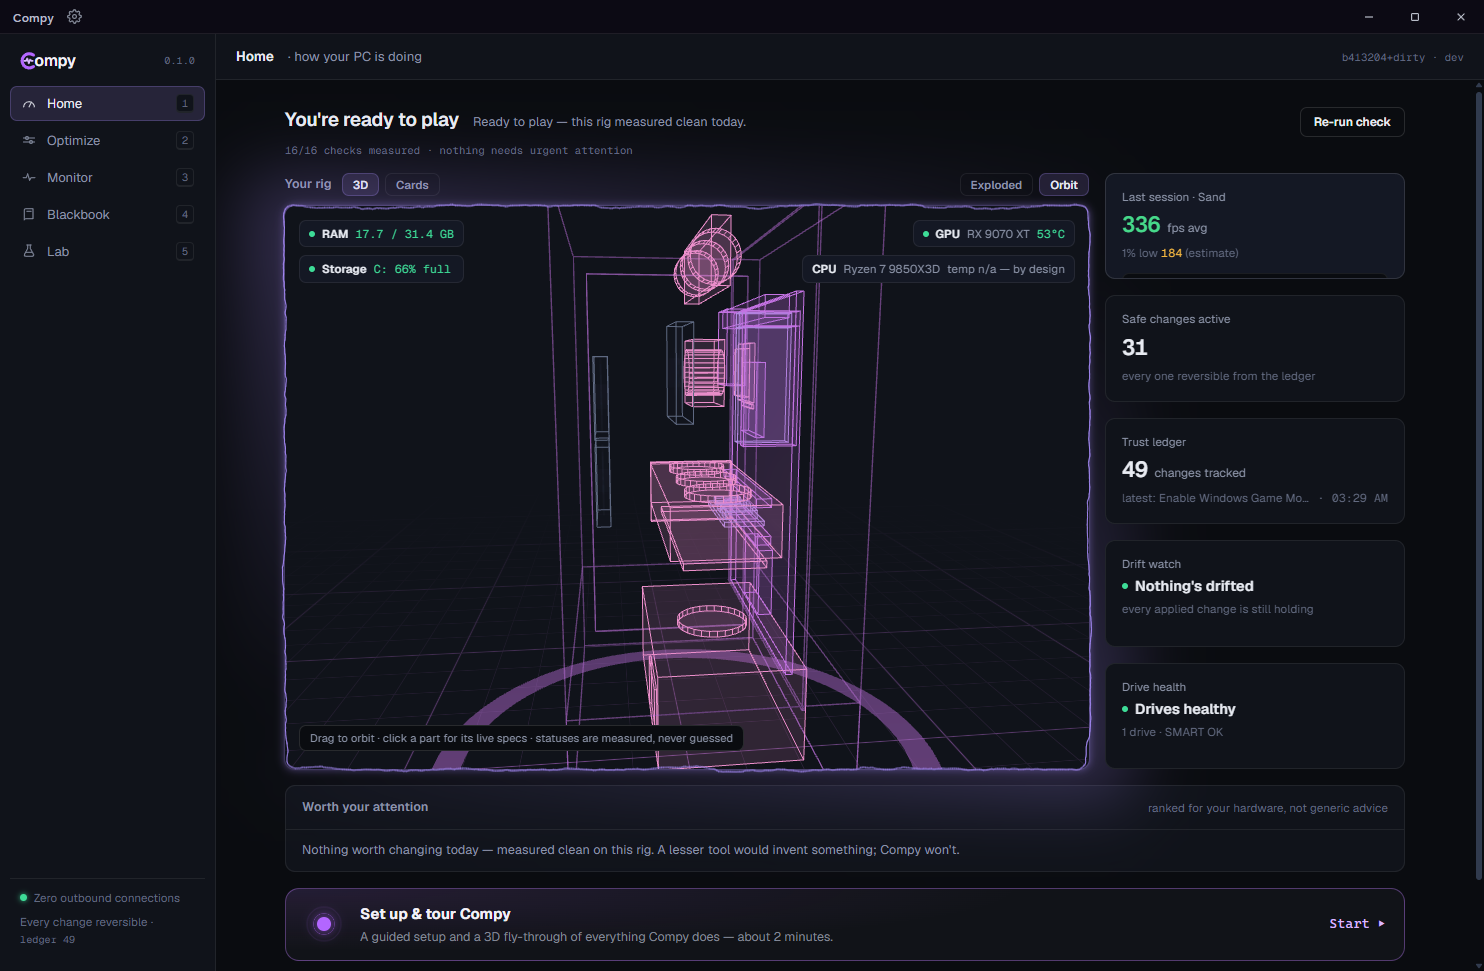 Compy
Compy 0.1.0
Home 1
Optimize 2
Monitor 3
Blackbook 4
Lab 5
Zero outbound connections
Every change reversible ·
ledger 49
Home · how your PC is doing
b413204+dirty · dev
You're ready to play Ready to play — this rig measured clean today.
16/16 checks measured · nothing needs urgent attention
Re-run check
Your rig 3D Cards
Exploded Orbit
RAM 17.7 / 31.4 GB
Storage C: 66% full
GPU RX 9070 XT 53°C
CPU Ryzen 7 9850X3D temp n/a — by design
Drag to orbit · click a part for its live specs · statuses are measured, never guessed
Last session · Sand
336 fps avg
1% low 184 (estimate)
Safe changes active
31
every one reversible from the ledger
Trust ledger
49 changes tracked
latest: Enable Windows Game Mo… · 03:29 AM
Drift watch
Nothing's drifted
every applied change is still holding
Drive health
Drives healthy
1 drive · SMART OK
Worth your attention
ranked for your hardware, not generic advice
Nothing worth changing today — measured clean on this rig. A lesser tool would invent something; Compy won't.
Set up & tour Compy
A guided setup and a 3D fly-through of everything Compy does — about 2 minutes.
Start ▸